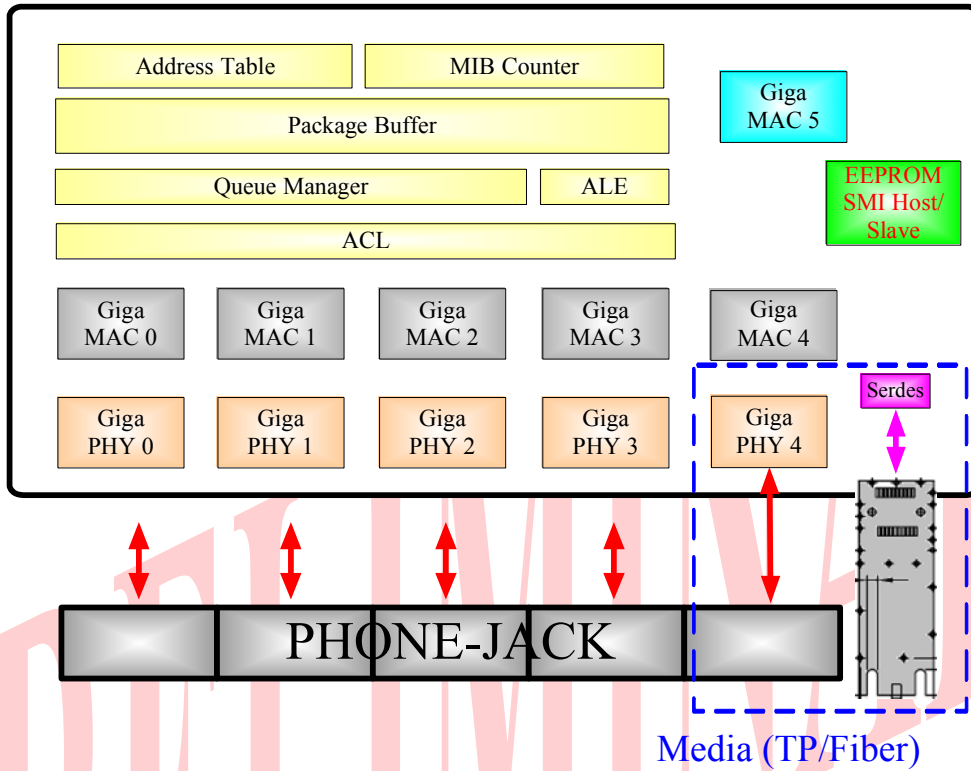 Address Table
MIB Counter
Package Buffer
Queue Manager
ALE
ACL
Giga
MAC 5
EEPROM
SMI Host/
Slave
Giga
MAC 0
Giga
MAC 1
Giga
MAC 2
Giga
MAC 3
Giga
MAC 4
Giga
PHY 0
Giga
PHY 1
Giga
PHY 2
Giga
PHY 3
Giga
PHY 4
Serdes
PHONE-JACK
Media (TP/Fiber)